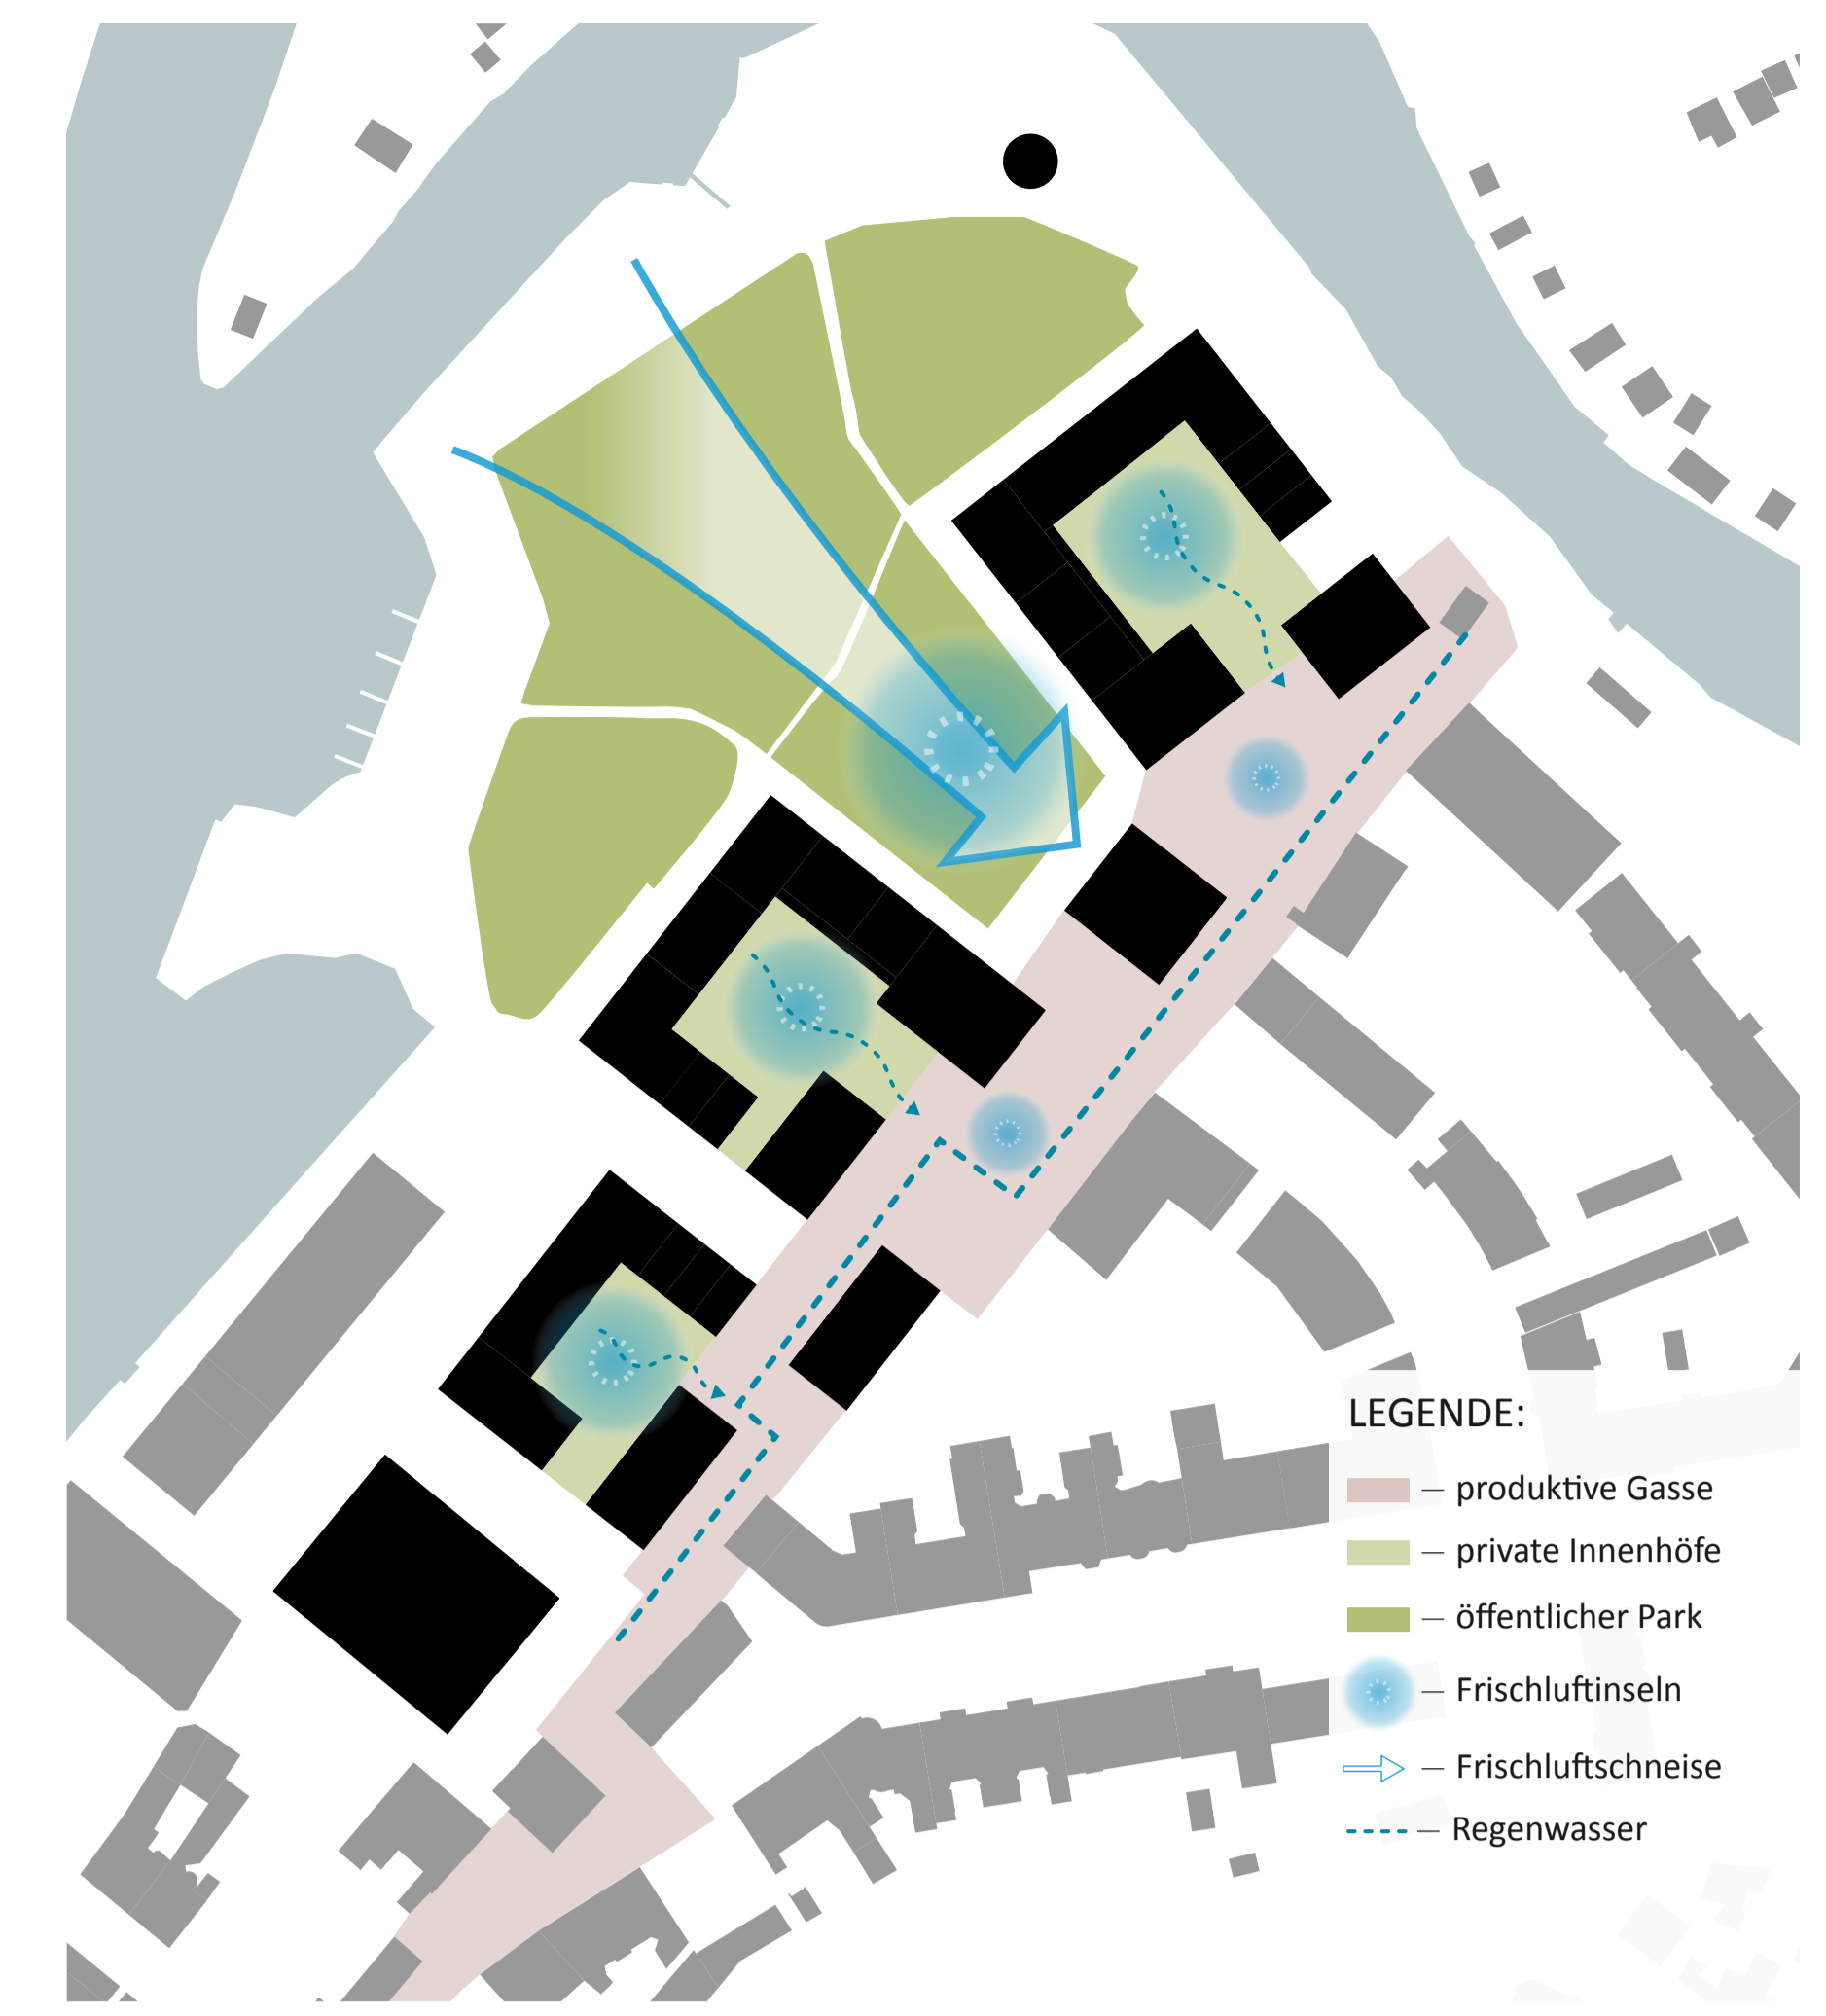 LEGENDE:
— produktive Gasse
— private Innenhöfe
— öffentlicher Park
— Frischluftinseln
— Frischluftschneise
— Regenwasser